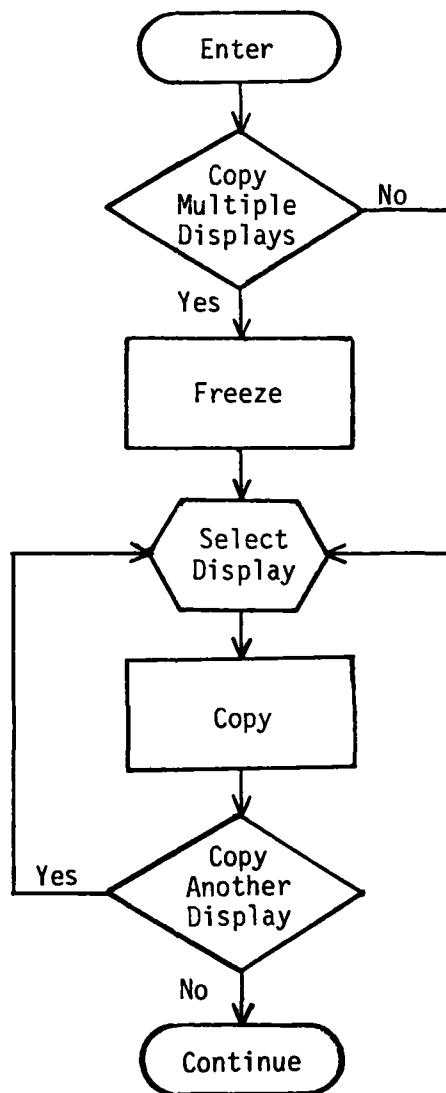 Enter
Copy
Multiple
Displays
No
Yes
Freeze
Select
Display
Copy
Copy
Another
Display
Yes
No
Continue